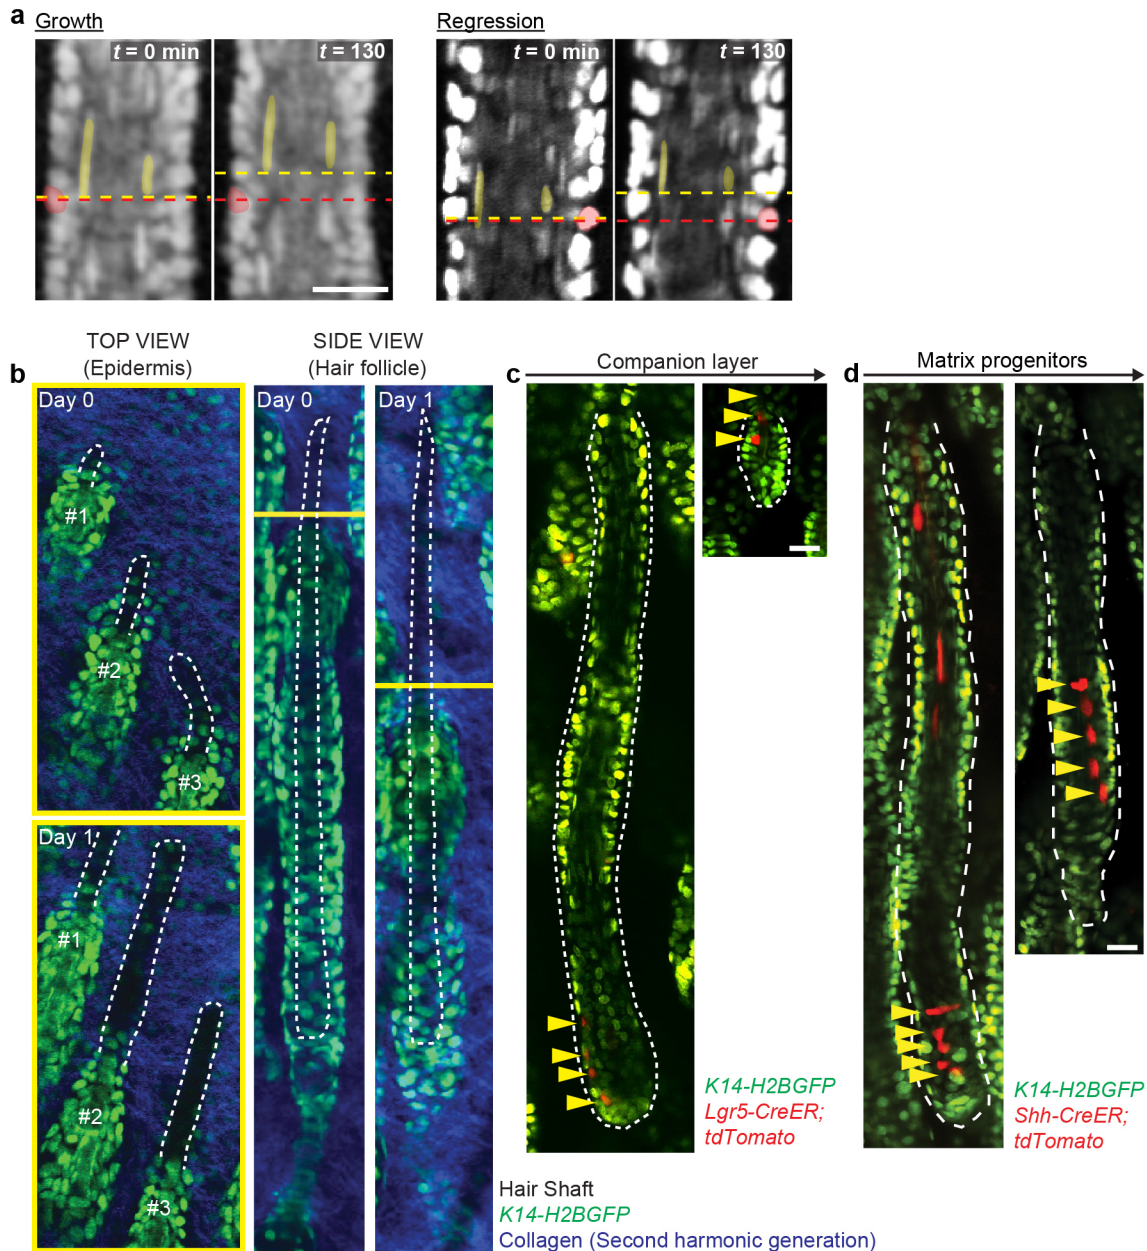 a
Growth
Regression
t = 0 min
t = 130
t = 0 min
t = 130
TOP VIEW
(Epidermis)
SIDE VIEW
(Hair follicle)
b
Day 0
#1
#2
#3
Day 1
#1
#2
#3
Day 0
Day 1
Hair Shaft
K14-H2BGFP
Collagen (Second harmonic generation)
c
Companion layer
K14-H2BGFP
Lgr5-CreER;
tdTomato
d
Matrix progenitors
K14-H2BGFP
Shh-CreER;
tdTomato